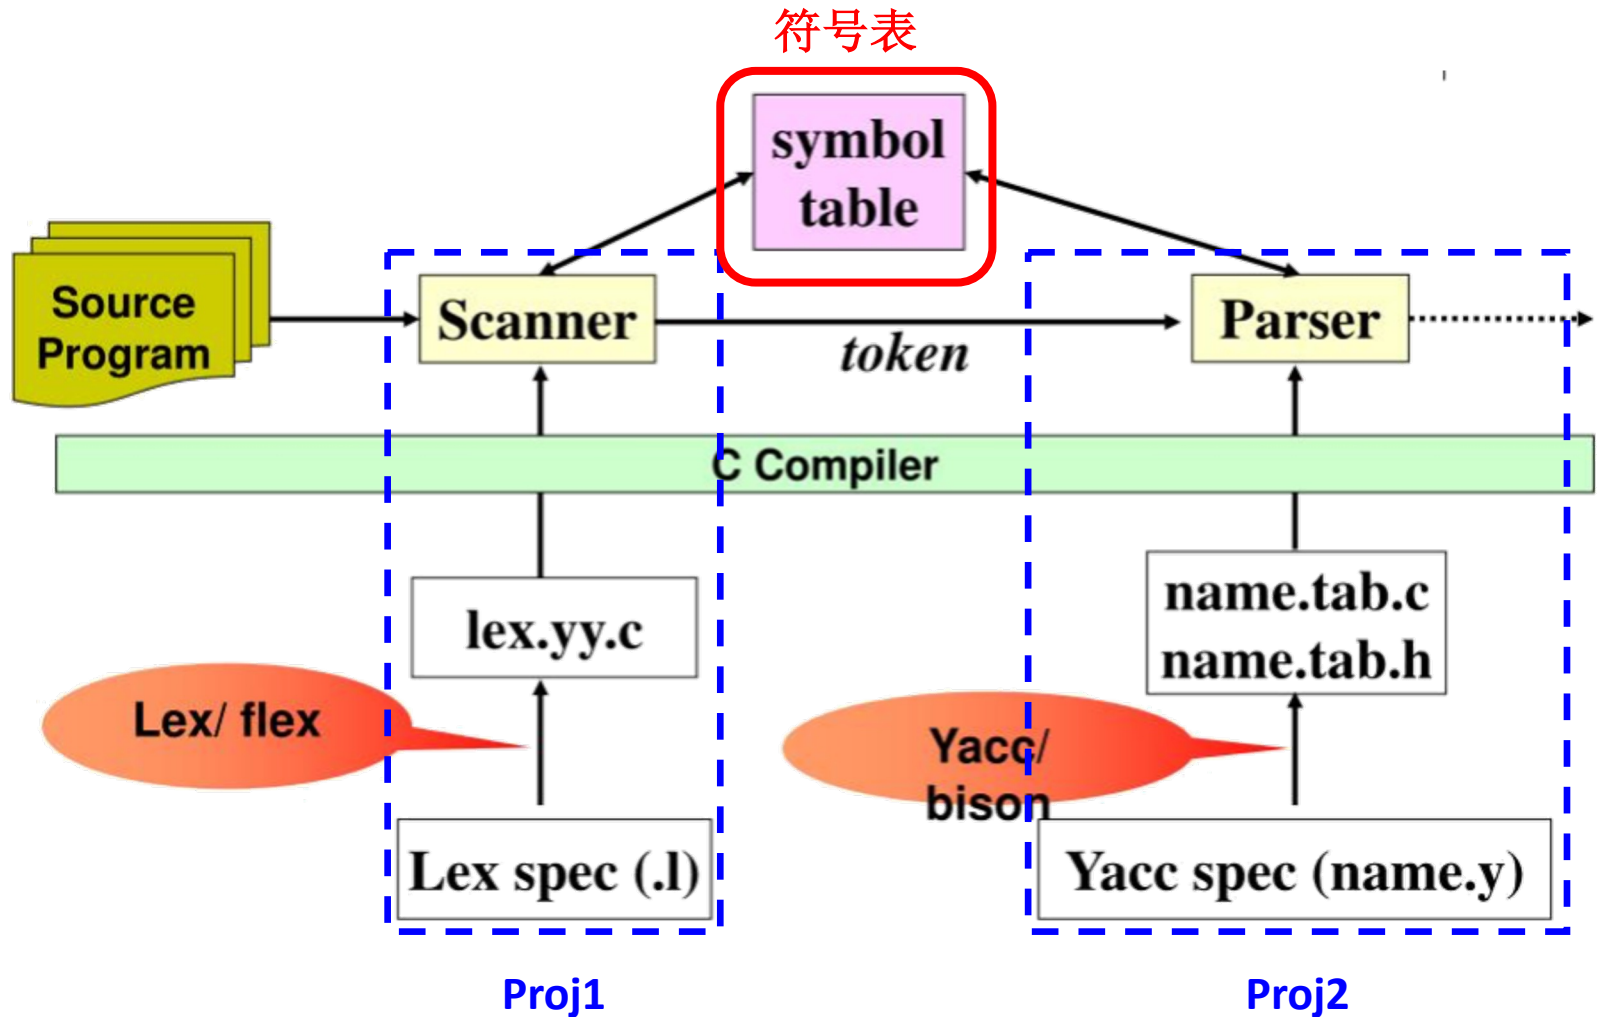 符号表
symbol
table
Source
Program
Scanner
token
Parser
C Compiler
lex.yy.c
name.tab.c
name.tab.h
Lex/ flex
Yacc/
bison
Lex spec (.l)
Yacc spec (name.y)
Proj1
Proj2